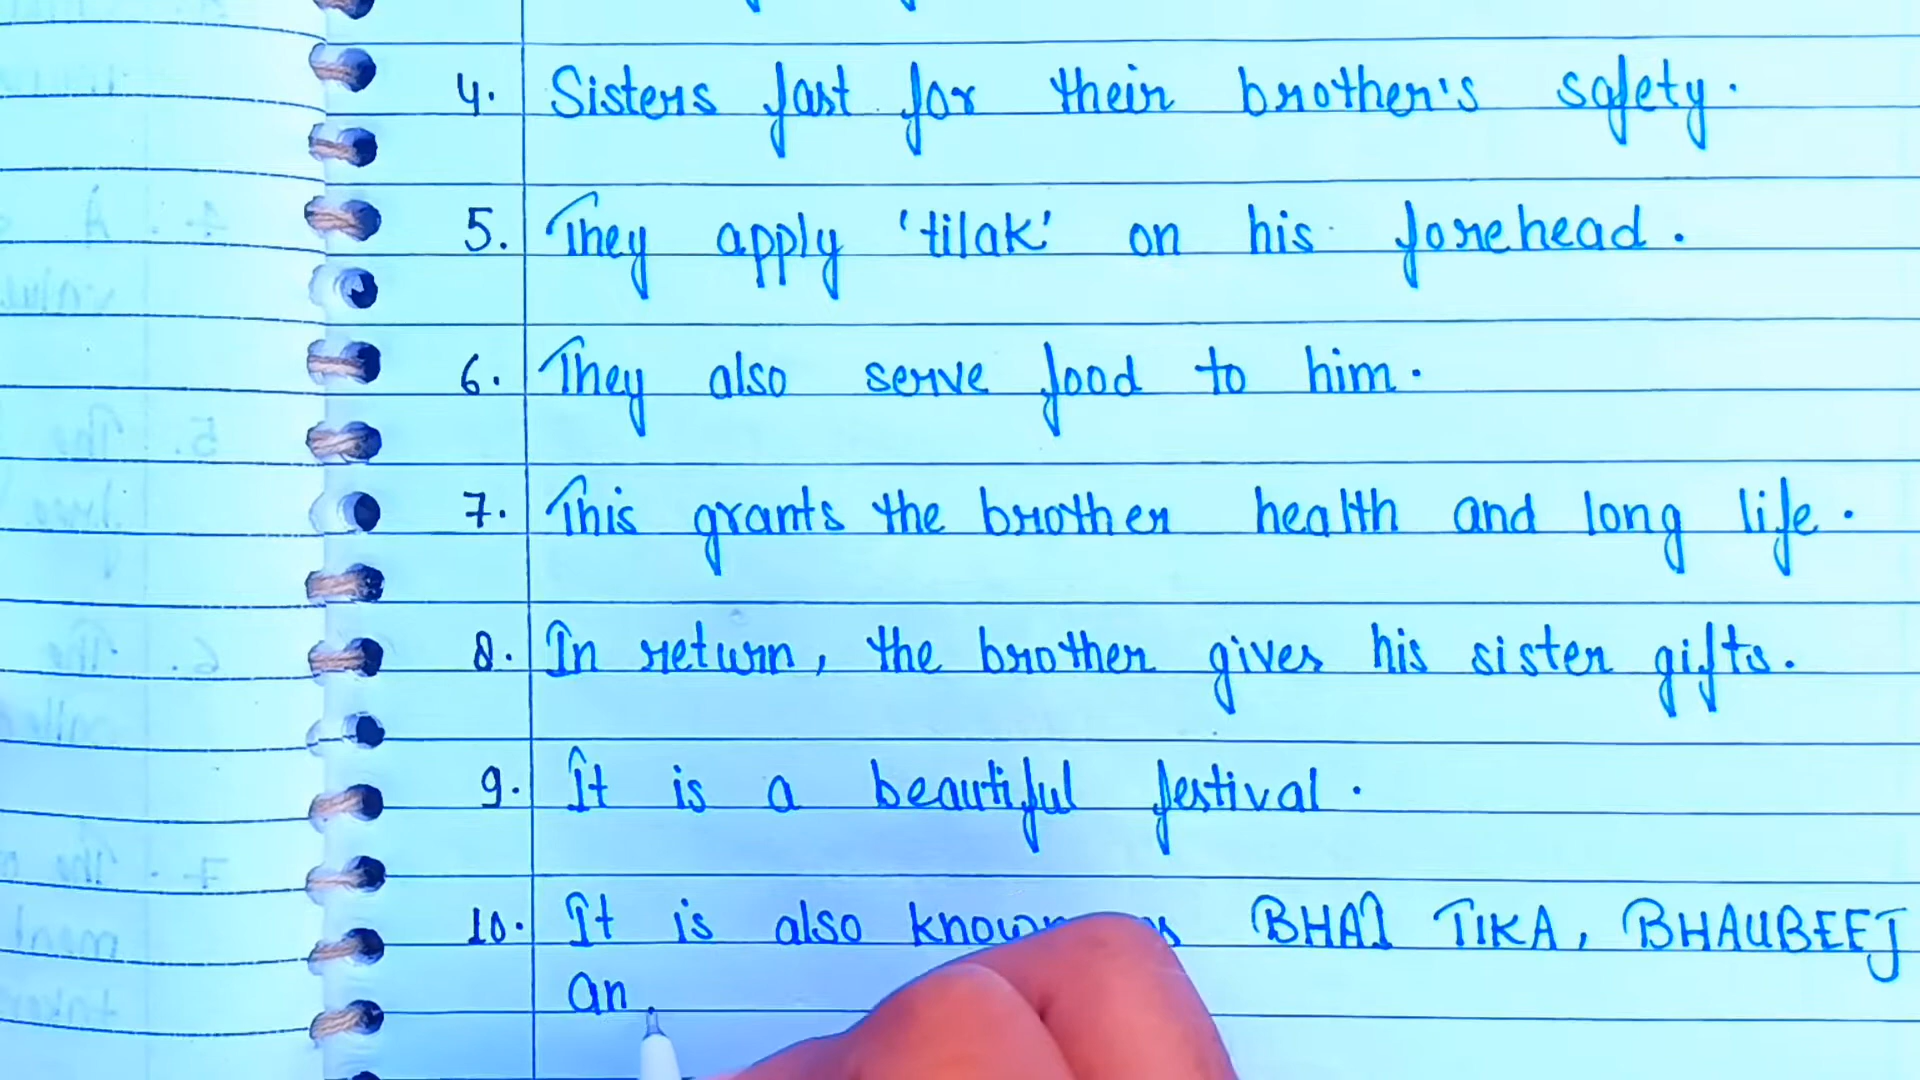 4. Sisters fast for their brother's safety.
5. They apply 'tilak' on his forehead.
6. They also serve food to him.
7. This grants the brother health and long life.
8. In return, the brother gives his sister gifts.
9. It is a beautiful festival.
10. It is also known as BHAI TIKA, BHAUBEEJ
an